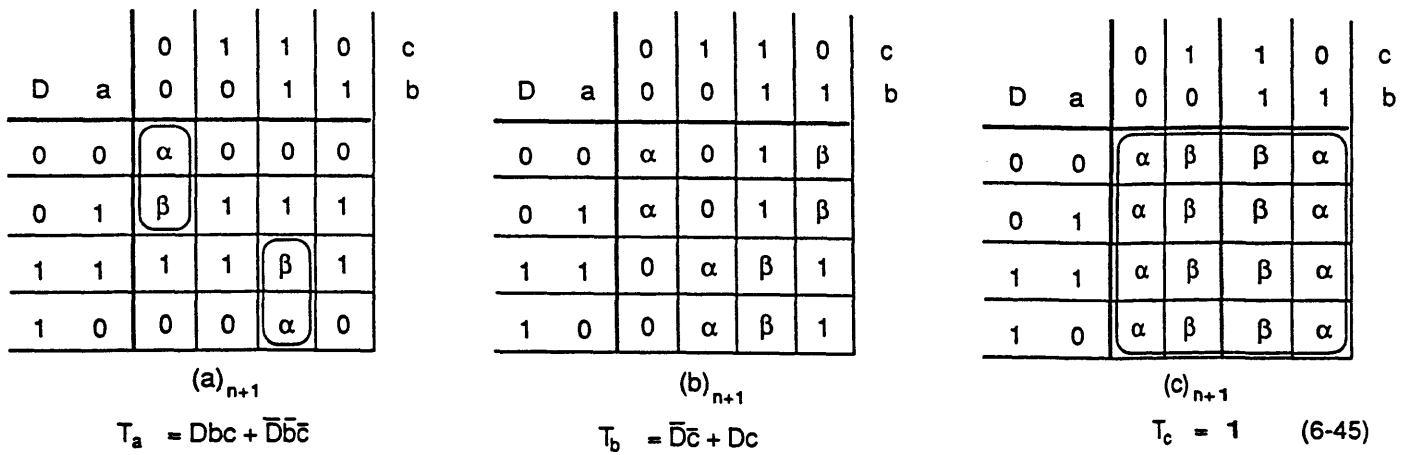 0 1 1 0 c
D a 0 0 1 1 b
0 0 α 0 0 0
0 1 β 1 1 1
1 1 1 1 β 1
1 0 0 0 α 0
(a)ₙ₊₁
Tₐ = Dbc + D̅b̅c̅
0 1 1 0 c
D a 0 0 1 1 b
0 0 α 0 1 β
0 1 α 0 1 β
1 1 0 α β 1
1 0 0 α β 1
(b)ₙ₊₁
T_b = D̅c̅ + Dc
0 1 1 0 c
D a 0 0 1 1 b
0 0 α β β α
0 1 α β β α
1 1 α β β α
1 0 α β β α
(c)ₙ₊₁
T_c = 1 (6-45)